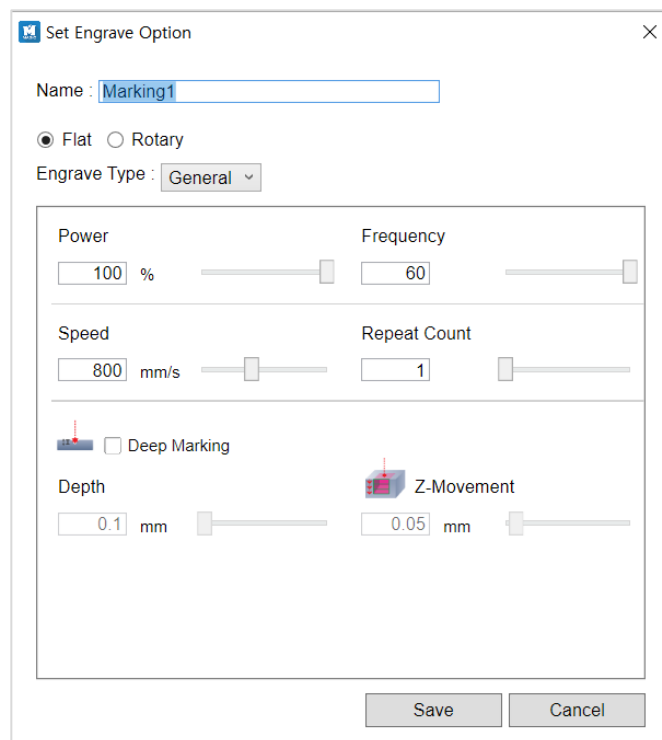 Set Engrave Option
Name : Marking1
Flat Rotary
Engrave Type : General
Power Frequency
100 % 60
Speed Repeat Count
800 mm/s 1
Deep Marking
Depth Z-Movement
0.1 mm 0.05 mm
Save Cancel